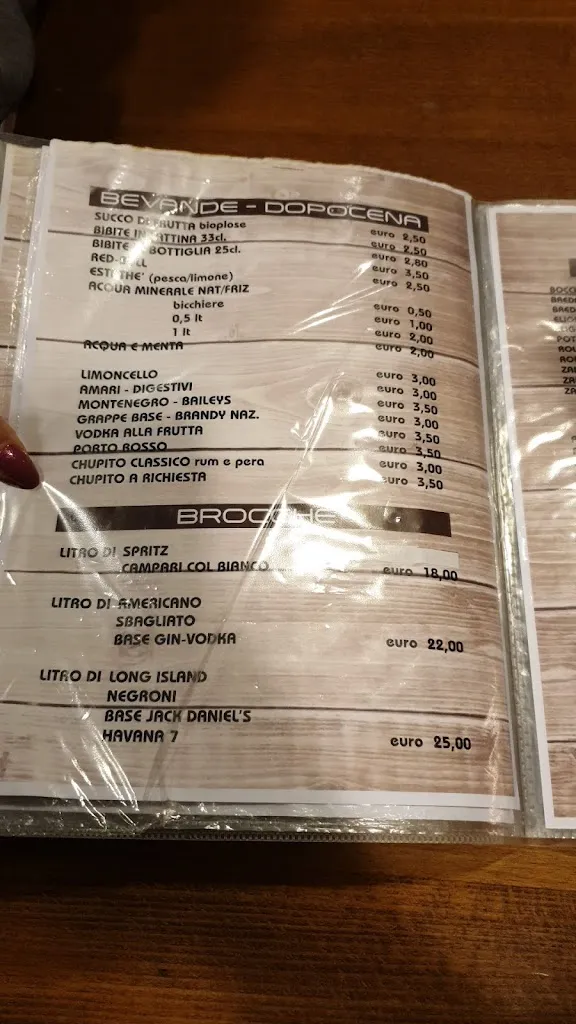 BEVANDE - DOPOCENA
SUCCO DI FRUTTA bioplose euro 2,50
BIBITE IN LATTINA 33cl. euro 2,50
BIBITE IN BOTTIGLIA 25cl. euro 2,80
RED-BULL euro 3,50
ESTATHE' (pesca/limone) euro 2,50
ACQUA MINERALE NAT/FRIZ
bicchiere euro 0,50
0,5 lt euro 1,00
1 lt euro 2,00
ACQUA E MENTA euro 2,00
LIMONCELLO euro 3,00
AMARI - DIGESTIVI euro 3,00
MONTENEGRO - BAILEYS euro 3,50
GRAPPE BASE - BRANDY NAZ. euro 3,00
VODKA ALLA FRUTTA euro 3,50
PORTO ROSSO euro 3,50
CHUPITO CLASSICO rum e pera euro 3,00
CHUPITO A RICHIESTA euro 3,50
BROCCHE
LITRO DI SPRITZ
CAMPARI COL BIANCO euro 18,00
LITRO DI AMERICANO
SBAGLIATO
BASE GIN-VODKA euro 22,00
LITRO DI LONG ISLAND
NEGRONI
BASE JACK DANIEL'S
HAVANA 7 euro 25,00